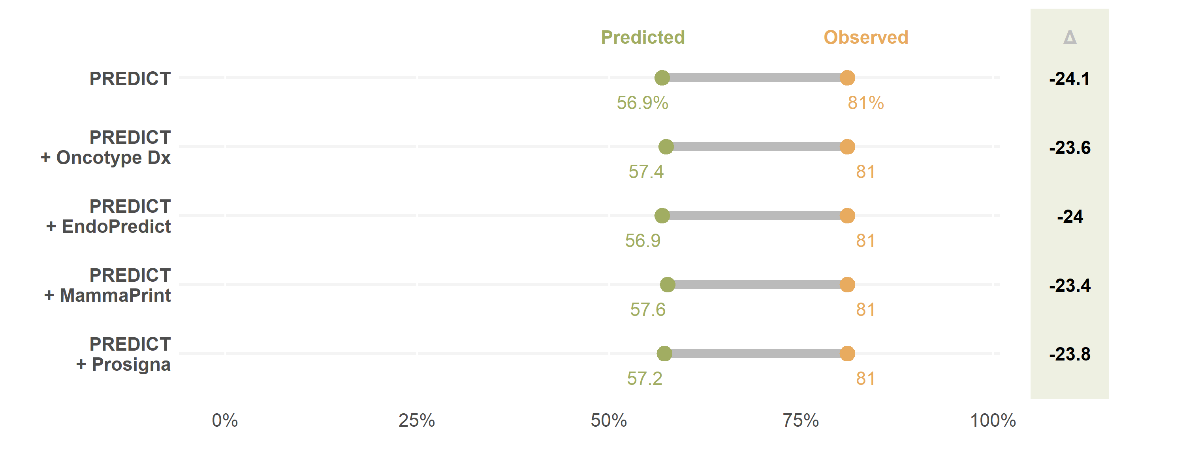 Predicted Observed Δ
PREDICT -24.1
56.9% 81%
PREDICT
+ Oncotype Dx -23.6
57.4 81
PREDICT
+ EndoPredict -24
56.9 81
PREDICT
+ MammaPrint -23.4
57.6 81
PREDICT
+ Prosigna -23.8
57.2 81
0% 25% 50% 75% 100%